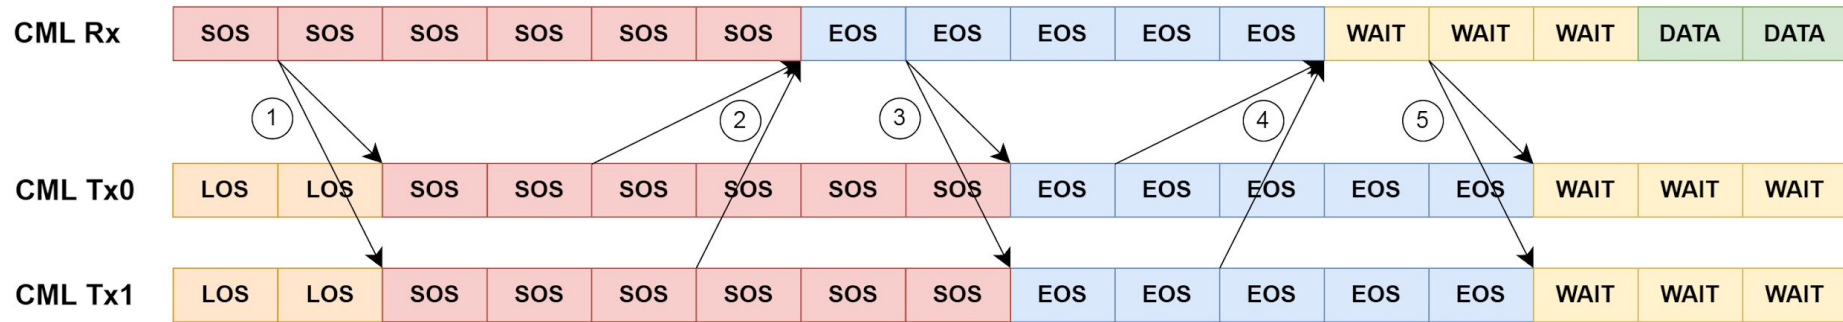 CML Rx SOS SOS SOS SOS SOS SOS EOS EOS EOS EOS EOS WAIT WAIT WAIT DATA DATA
1 2 3 4 5
CML Tx0 LOS LOS SOS SOS SOS SOS SOS SOS EOS EOS EOS EOS EOS WAIT WAIT WAIT
CML Tx1 LOS LOS SOS SOS SOS SOS SOS SOS EOS EOS EOS EOS EOS WAIT WAIT WAIT